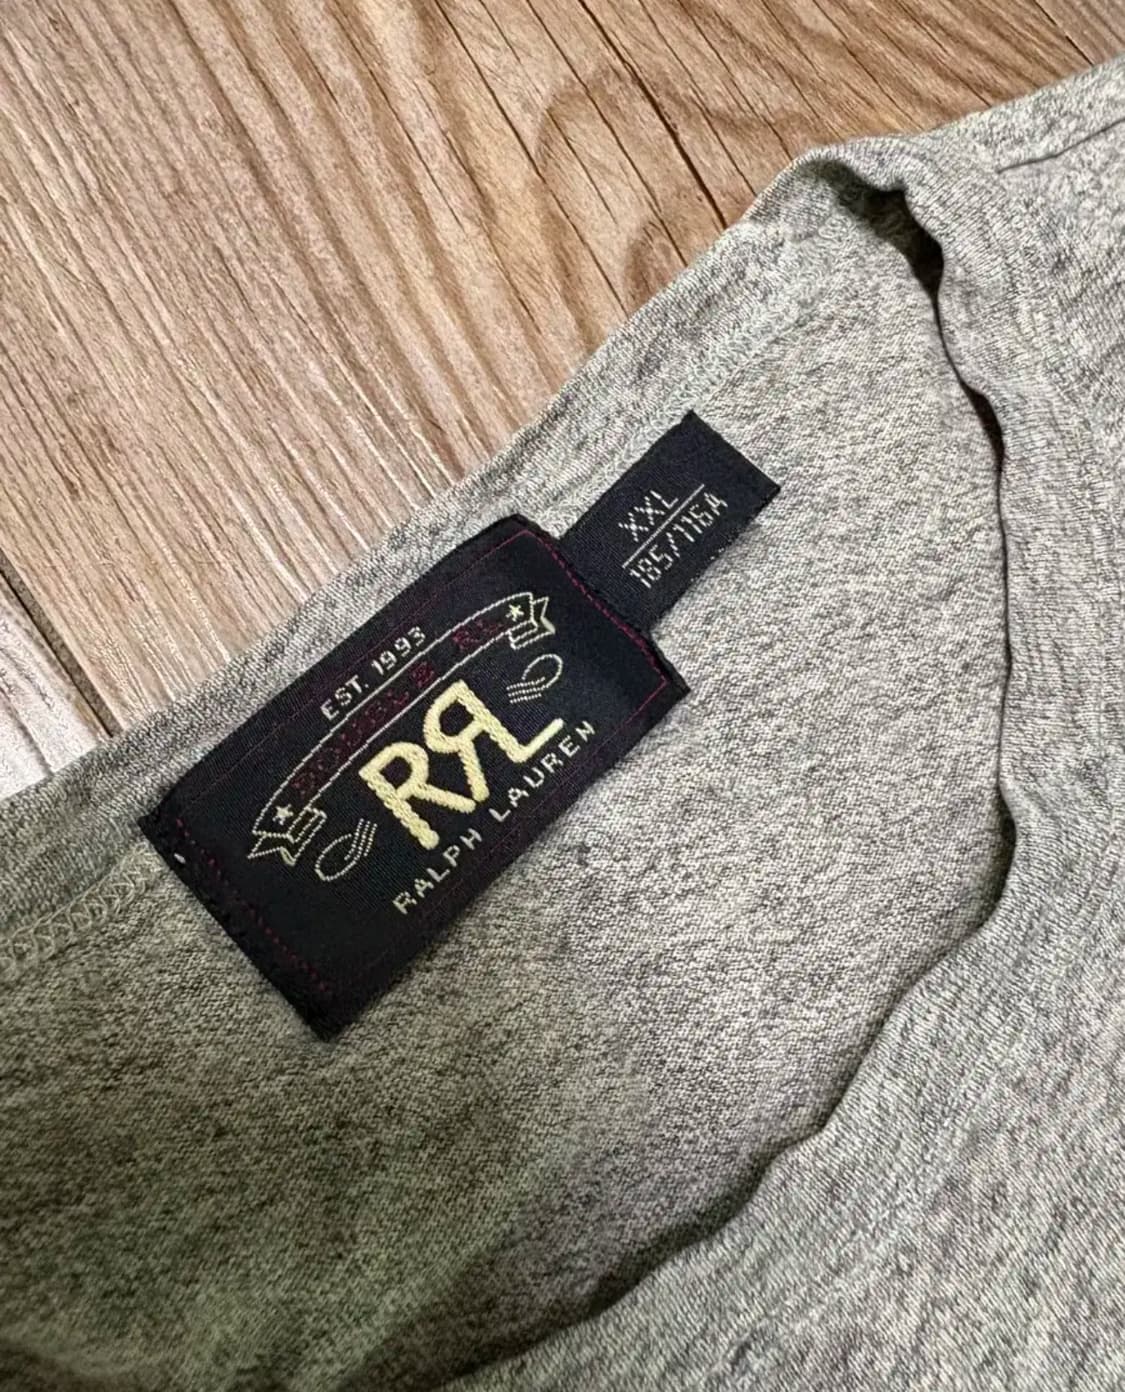 XXL
185/116A
EST. 1993
DOUBLE RL
RRL
RALPH LAUREN